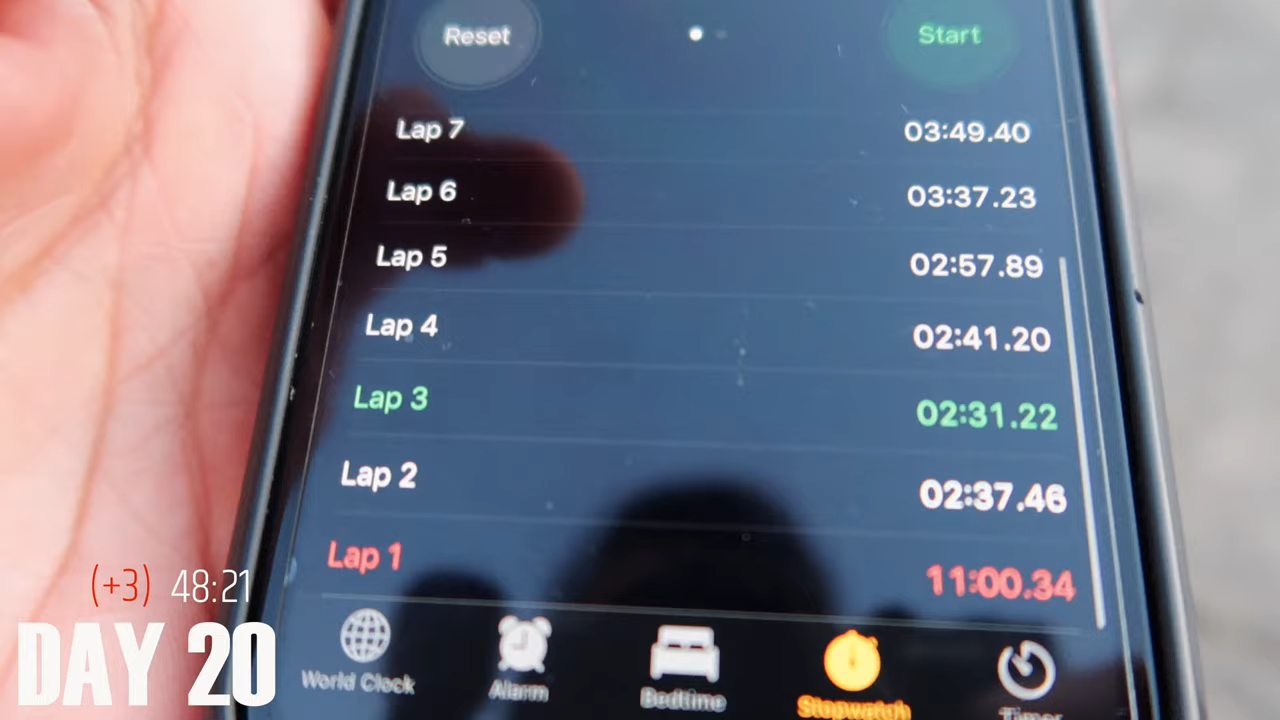 Reset Start
Lap 7 03:49.40
Lap 6 03:37.23
Lap 5 02:57.89
Lap 4 02:41.20
Lap 3 02:31.22
Lap 2 02:37.46
Lap 1 11:00.34
World Clock Alarm Bedtime Stopwatch Timer
(+3) 48:21
DAY 20